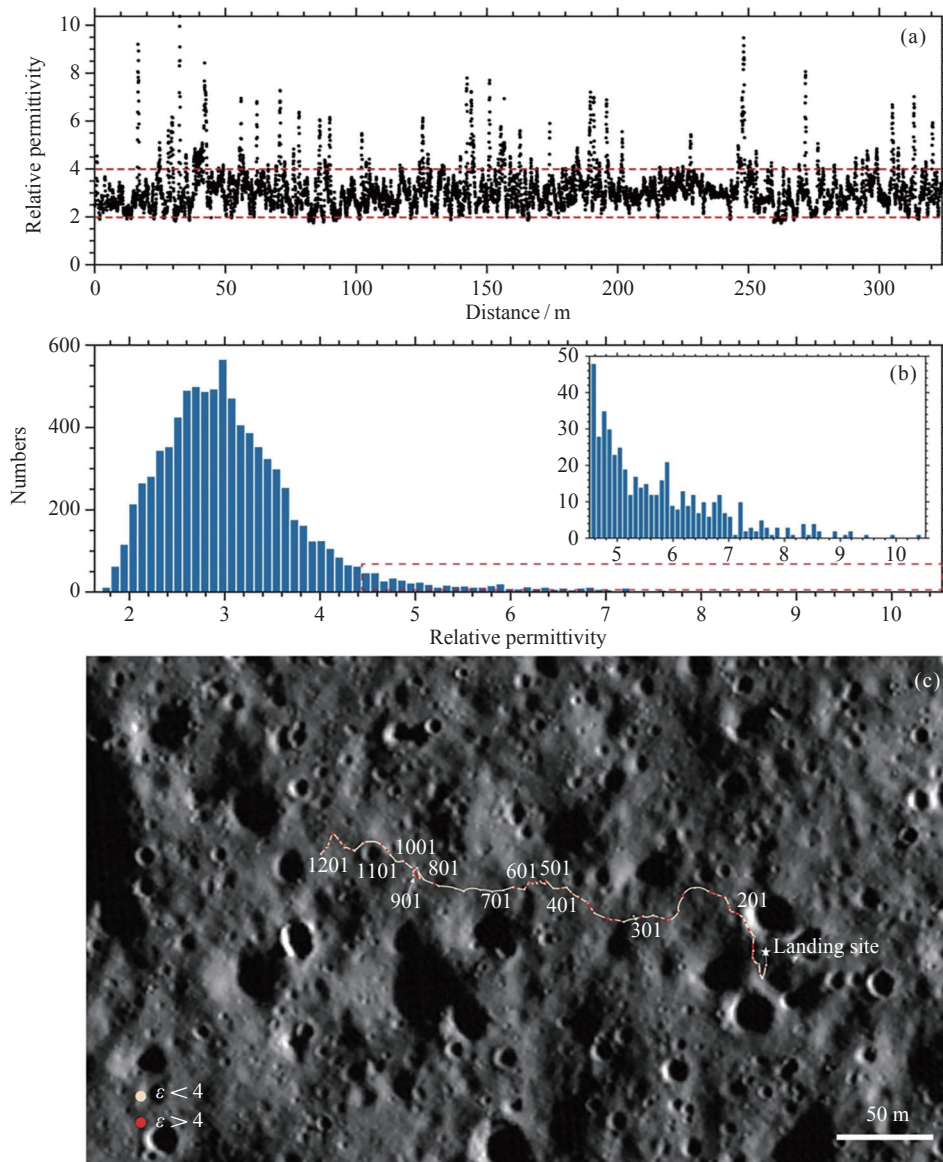 (a)
10
8
6
4
2
0
Relative permittivity
0 50 100 150 200 250 300
Distance / m
(b)
600
400
200
0
Numbers
50
40
30
20
10
0
5 6 7 8 9 10
2 3 4 5 6 7 8 9 10
Relative permittivity
(c)
1001
801
1201
1101
901
701
601 501
401
301
201
Landing site
ε < 4
ε > 4
50 m